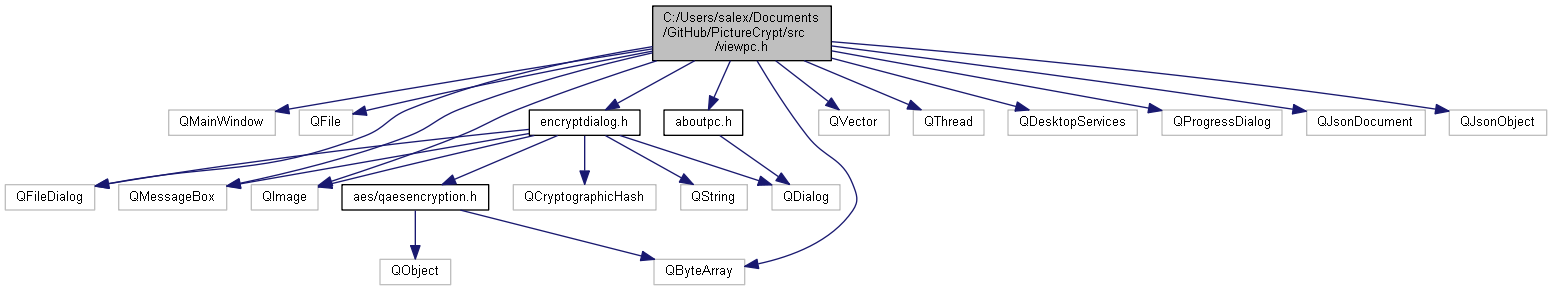 C:/Users/salex/Documents
/GitHub/PictureCrypt/src
/viewpc.h
QMainWindow
QFile
encryptdialog.h
aboutpc.h
QVector
QThread
QDesktopServices
QProgressDialog
QJsonDocument
QJsonObject
QFileDialog
QMessageBox
QImage
aes/qaesencryption.h
QCryptographicHash
QString
QDialog
QObject
QByteArray